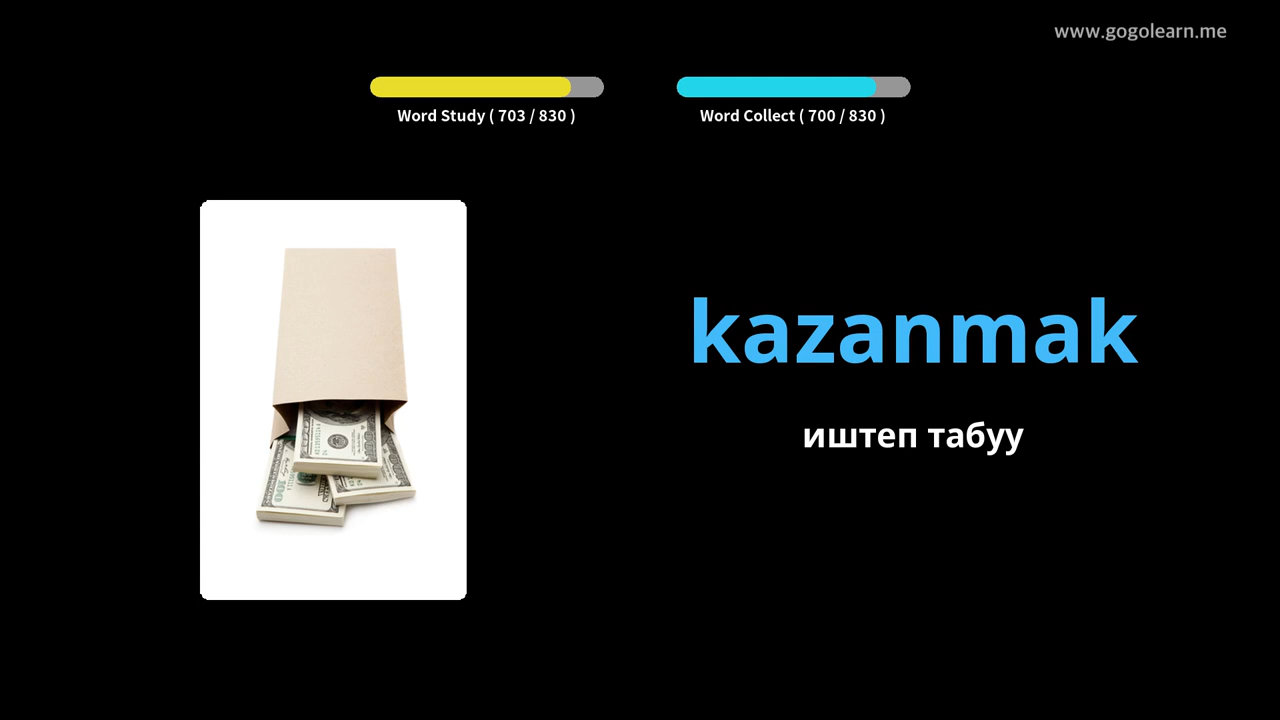 www.gogolearn.me
Word Study ( 703 / 830 )
Word Collect ( 700 / 830 )
kazanmak
иштеп табуу